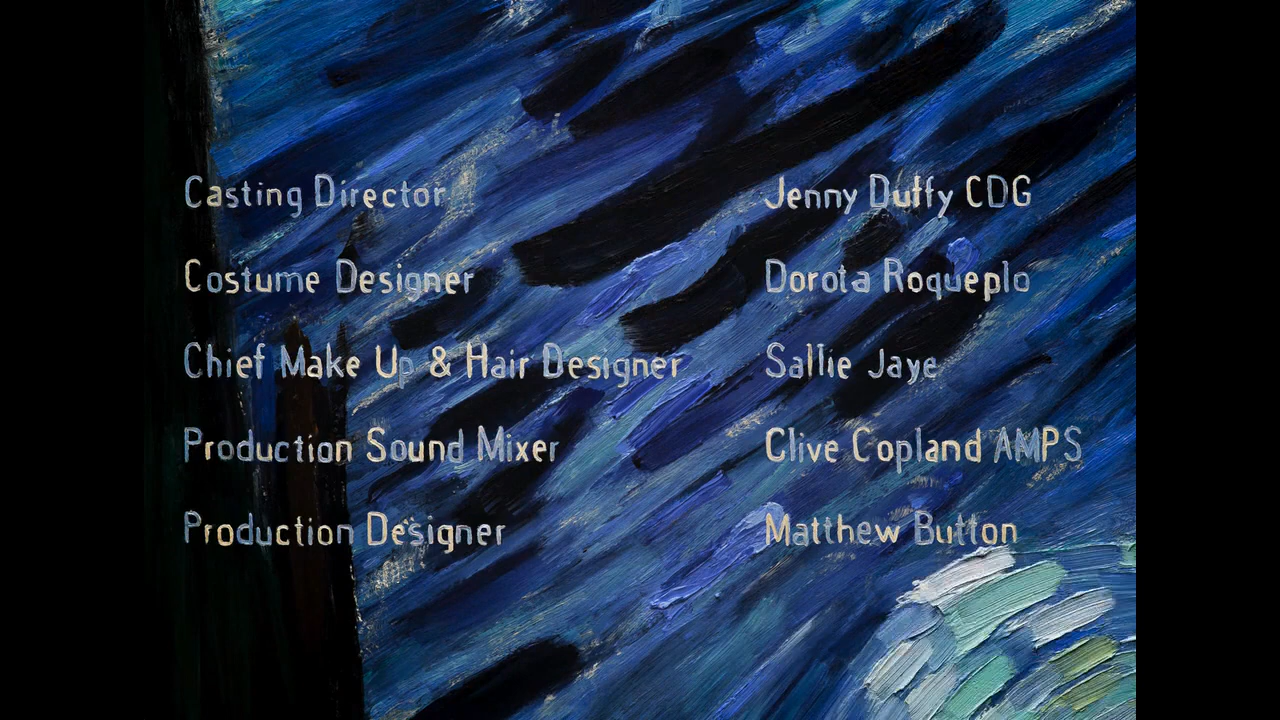 Casting Director Jenny Duffy CDG
Costume Designer Dorota Roqueplo
Chief Make Up & Hair Designer Sallie Jaye
Production Sound Mixer Clive Copland AMPS
Production Designer Matthew Button